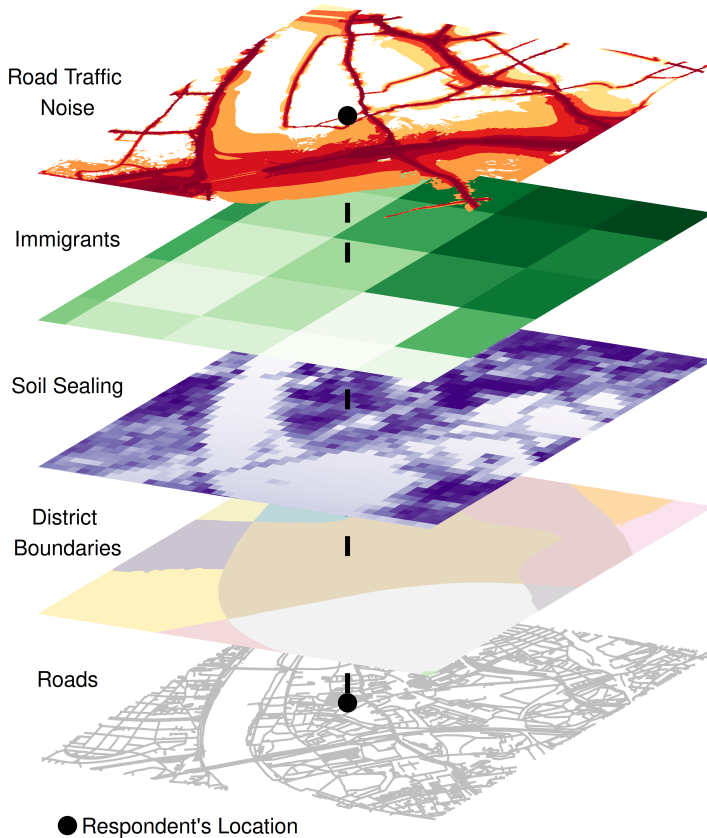 Road Traffic
Noise
Immigrants
Soil Sealing
District
Boundaries
Roads
Respondent's Location